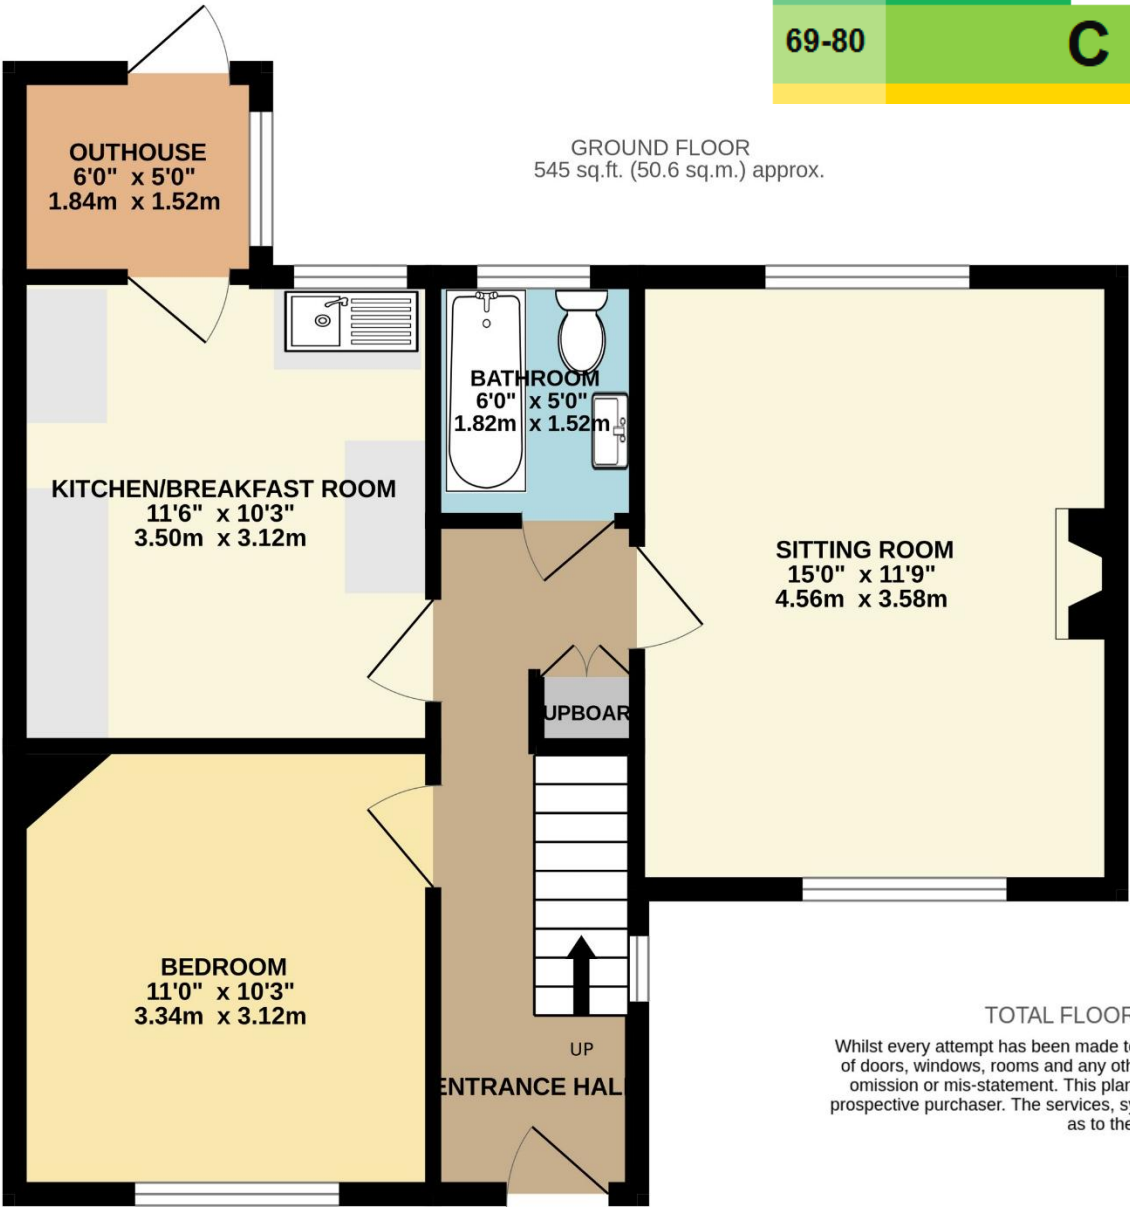 69-80 C
GROUND FLOOR
545 sq.ft. (50.6 sq.m.) approx.
OUTHOUSE
6'0" x 5'0"
1.84m x 1.52m
BATHROOM
6'0" x 5'0"
1.82m x 1.52m
KITCHEN/BREAKFAST ROOM
11'6" x 10'3"
3.50m x 3.12m
SITTING ROOM
15'0" x 11'9"
4.56m x 3.58m
UPBOAR
BEDROOM
11'0" x 10'3"
3.34m x 3.12m
UP
ENTRANCE HAL
TOTAL FLOOR
Whilst every attempt has been made t
of doors, windows, rooms and any oth
omission or mis-statement. This plan
prospective purchaser. The services, sy
as to the